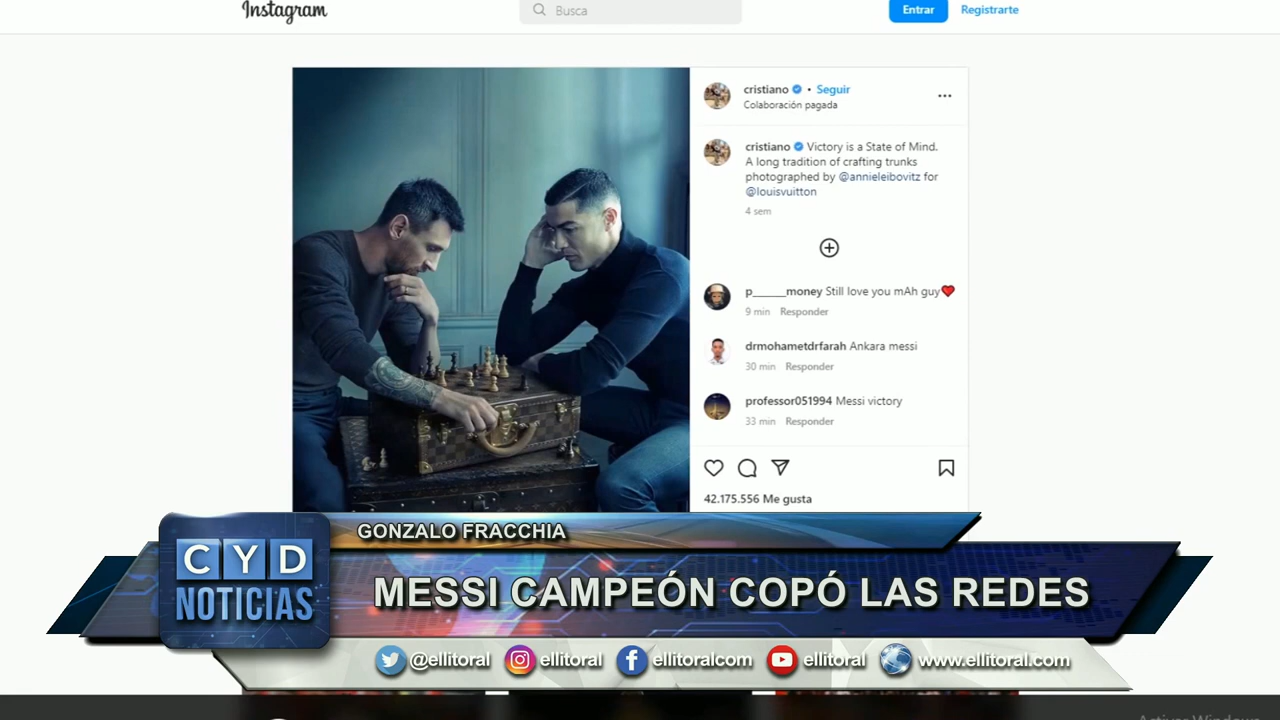 Instagram
Busca
Entrar
Registrarte
cristiano • Seguir
Colaboración pagada
cristiano Victory is a State of Mind.
A long tradition of crafting trunks
photographed by @annieleibovitz for
@louisvuitton
4 sem
p______money Still love you mAh guy
9 min Responder
drmohametdrfarah Ankara messi
30 min Responder
professor051994 Messi victory
33 min Responder
42.175.556 Me gusta
GONZALO FRACCHIA
CYD
NOTICIAS
MESSI CAMPEÓN COPÓ LAS REDES
@ellitoral ellitoral ellitoralcom ellitoral www.ellitoral.com